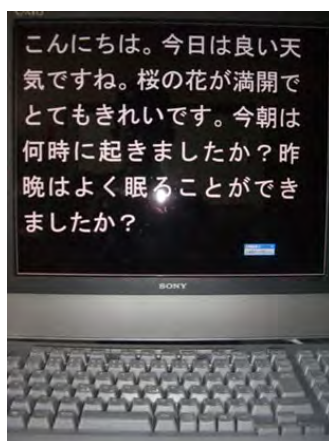 こんにちは。今日は良い天
気ですね。桜の花が満開で
とてもきれいです。今朝は
何時に起きましたか?昨
晩はよく眠ることができ
ましたか?
SONY